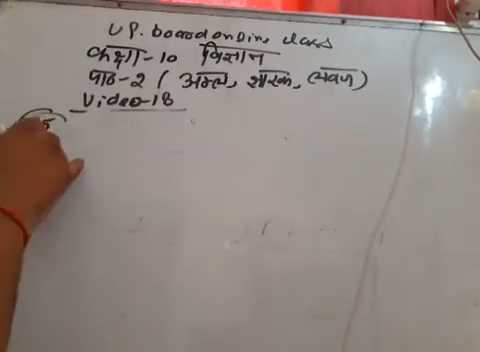 UP. board online class
कक्षा-10 विज्ञान
पाठ-2 ( अम्ल, क्षारक, लवण)
Video-18